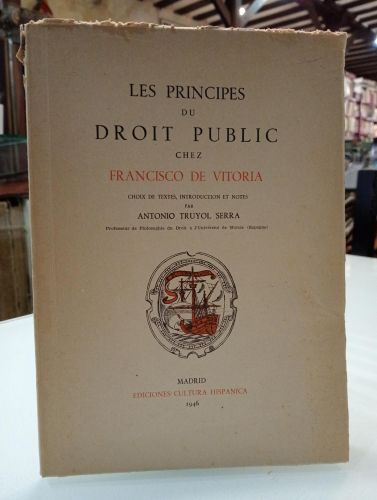 LES PRINCIPES
DU
DROIT PUBLIC
CHEZ
FRANCISCO DE VITORIA
CHOIX DE TEXTES, INTRODUCTION ET NOTES
PAR
ANTONIO TRUYOL SERRA
Professeur de Philosophie du Droit à l'Université de Murcie (Espagne)
MADRID
EDICIONES CULTURA HISPANICA
1946